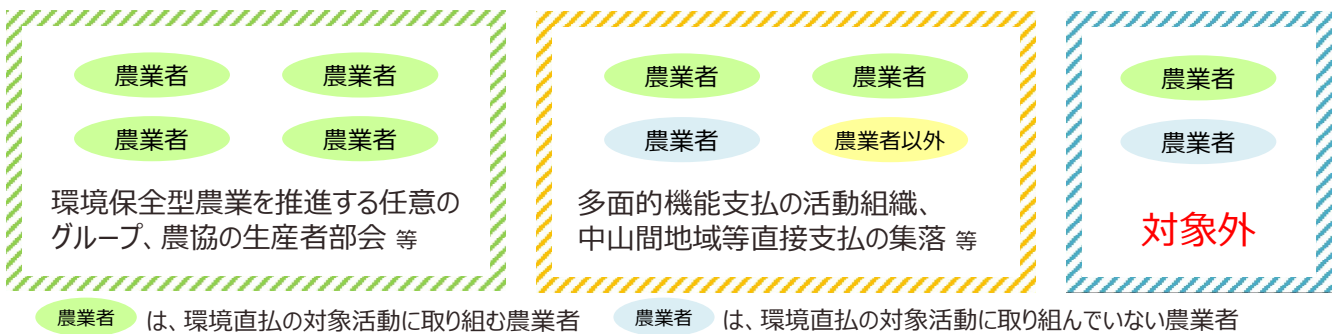 農業者 農業者
農業者 農業者
環境保全型農業を推進する任意の
グループ、農協の生産者部会 等
農業者 農業者
農業者 農業者以外
多面的機能支払の活動組織、
中山間地域等直接支払の集落 等
農業者
農業者
対象外
農業者 は、環境直払の対象活動に取り組む農業者
農業者 は、環境直払の対象活動に取り組んでいない農業者